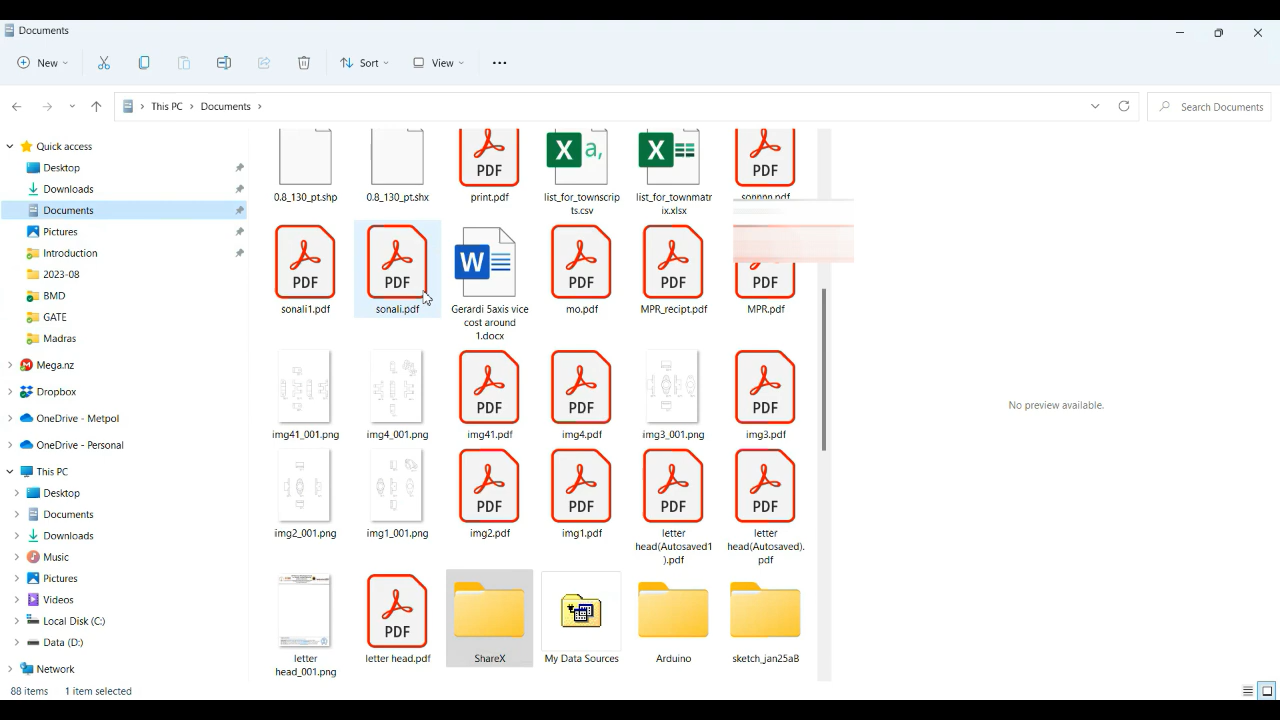 Documents
New
Sort
View
This PC
Documents
Search Documents
Quick access
Desktop
Downloads
Documents
Pictures
Introduction
2023-08
BMD
GATE
Madras
Mega.nz
Dropbox
OneDrive - Metpol
OneDrive - Personal
This PC
Desktop
Documents
Downloads
Music
Pictures
Videos
Local Disk (C:)
Data (D:)
Network
PDF
X
a,
X
PDF
0.8_130_pt.shp
0.8_130_pt.shx
print.pdf
list_for_townscrip
ts.csv
list_for_townmatr
ix.xlsx
PDF
PDF
W
PDF
PDF
PDF
sonali1.pdf
sonali.pdf
Gerardi 5axis vice
cost around
1.docx
mo.pdf
MPR_recipt.pdf
MPR.pdf
PDF
PDF
PDF
img41_001.png
img4_001.png
img41.pdf
img4.pdf
img3_001.png
img3.pdf
PDF
PDF
PDF
PDF
img2_001.png
img1_001.png
img2.pdf
img1.pdf
letter
head(Autosaved1
).pdf
letter
head(Autosaved).
pdf
PDF
letter
head_001.png
letter head.pdf
ShareX
My Data Sources
Arduino
sketch_jan25aB
No preview available.
88 items
1 item selected